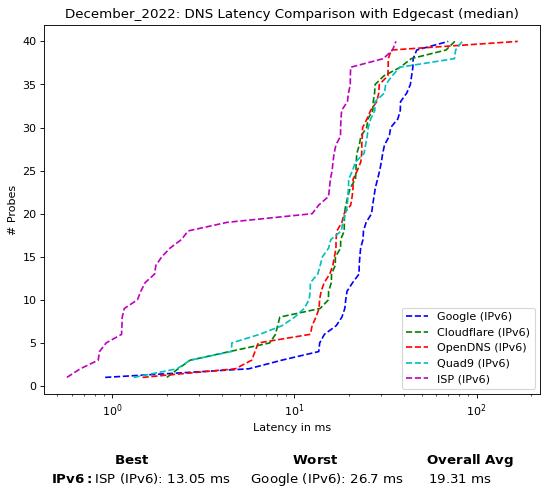 December_2022: DNS Latency Comparison with Edgecast (median)
40
35
30
25
20
15
10
5
0
# Probes
Google (IPv6)
Cloudflare (IPv6)
OpenDNS (IPv6)
Quad9 (IPv6)
ISP (IPv6)
10⁰ 10¹ 10²
Latency in ms
Best Worst Overall Avg
IPv6: ISP (IPv6): 13.05 ms Google (IPv6): 26.7 ms 19.31 ms